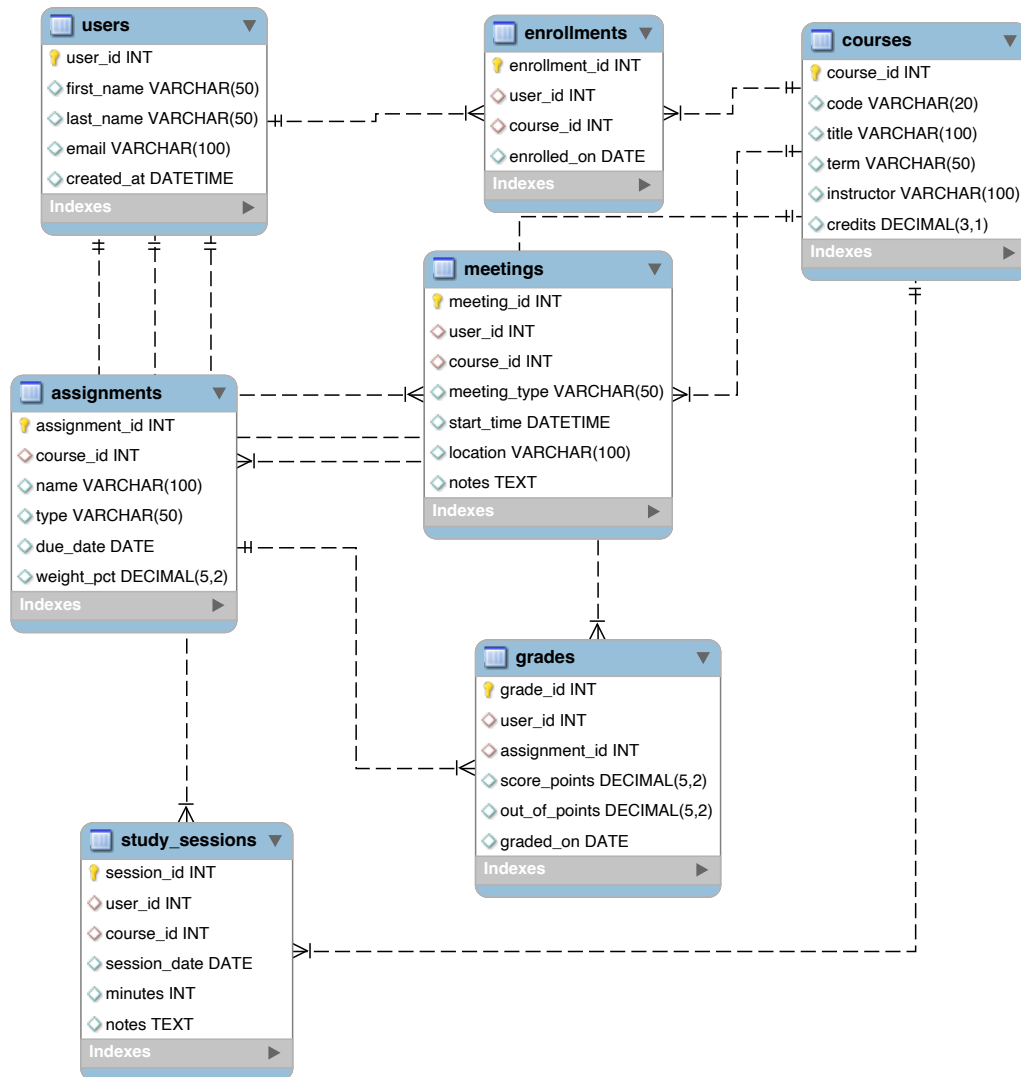 users
user_id INT
first_name VARCHAR(50)
last_name VARCHAR(50)
email VARCHAR(100)
created_at DATETIME
Indexes
enrollments
enrollment_id INT
user_id INT
course_id INT
enrolled_on DATE
Indexes
courses
course_id INT
code VARCHAR(20)
title VARCHAR(100)
term VARCHAR(50)
instructor VARCHAR(100)
credits DECIMAL(3,1)
Indexes
meetings
meeting_id INT
user_id INT
course_id INT
meeting_type VARCHAR(50)
start_time DATETIME
location VARCHAR(100)
notes TEXT
Indexes
assignments
assignment_id INT
course_id INT
name VARCHAR(100)
type VARCHAR(50)
due_date DATE
weight_pct DECIMAL(5,2)
Indexes
grades
grade_id INT
user_id INT
assignment_id INT
score_points DECIMAL(5,2)
out_of_points DECIMAL(5,2)
graded_on DATE
Indexes
study_sessions
session_id INT
user_id INT
course_id INT
session_date DATE
minutes INT
notes TEXT
Indexes